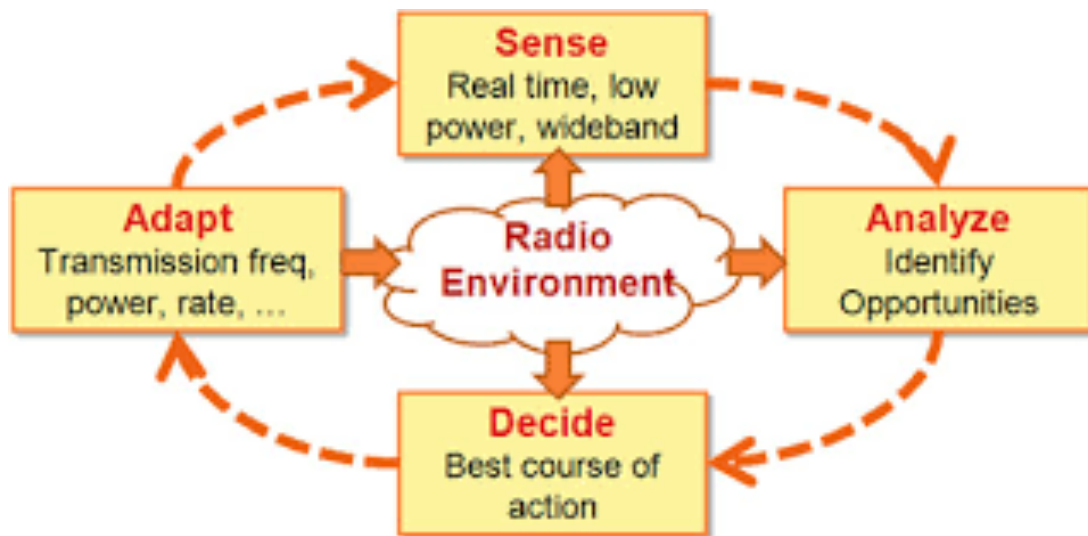 Sense
Real time, low
power, wideband
Adapt
Transmission freq,
power, rate, ...
Radio
Environment
Analyze
Identify
Opportunities
Decide
Best course of
action